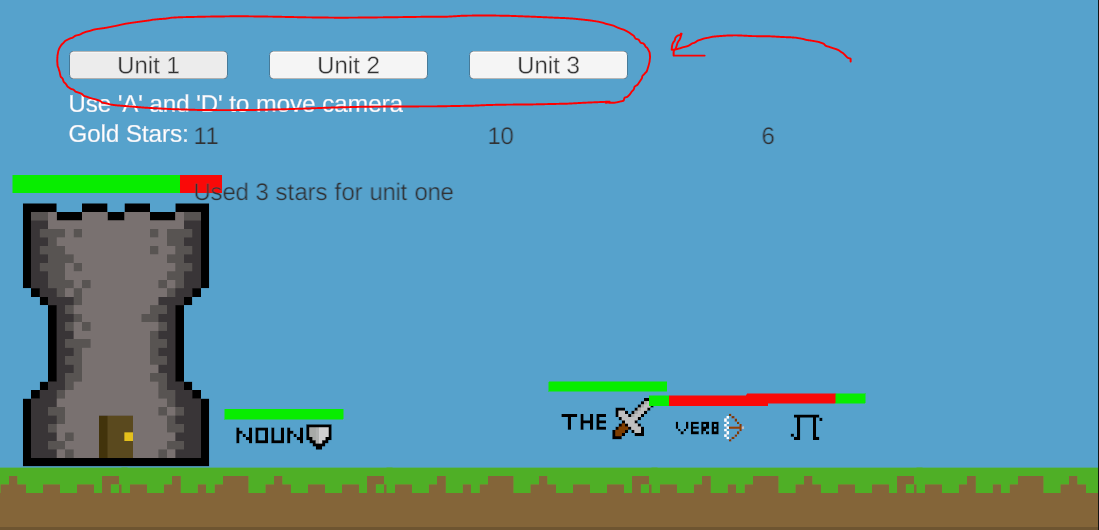 Unit 1 Unit 2 Unit 3
Use 'A' and 'D' to move camera
Gold Stars: 11 10 6
Used 3 stars for unit one
NOUN THE VERB